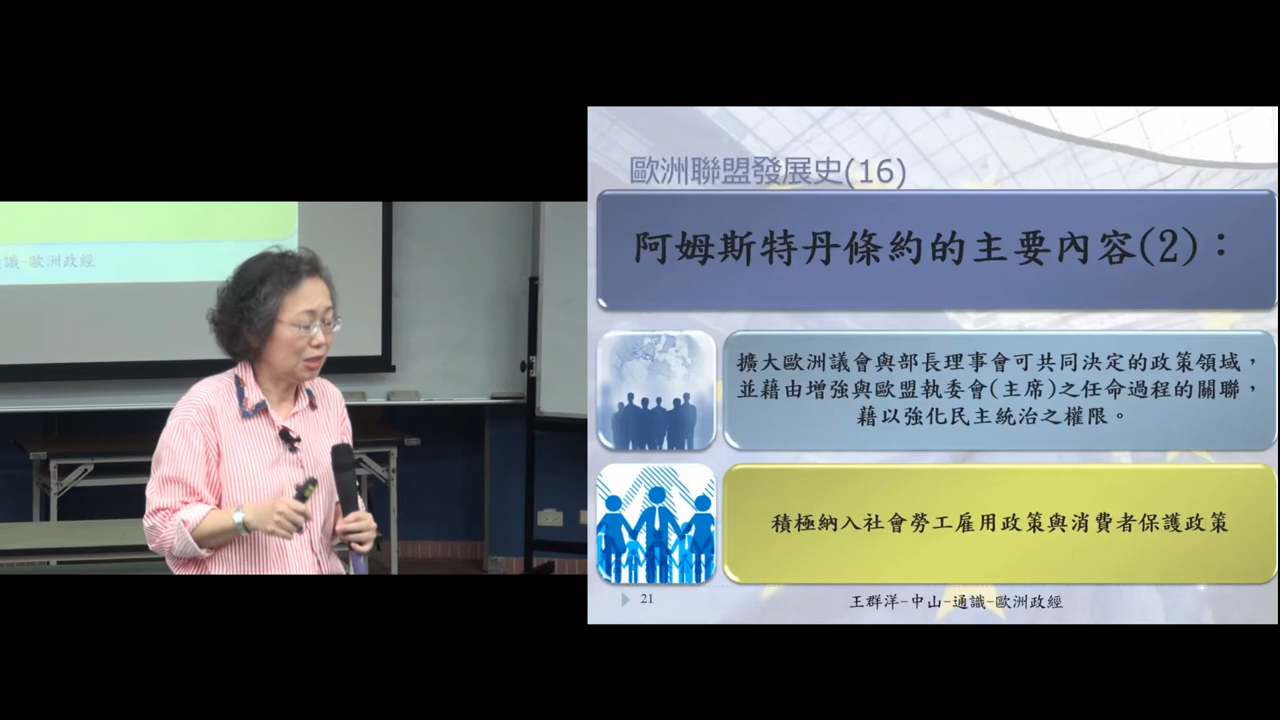 歐洲聯盟發展史(16)
阿姆斯特丹條約的主要內容(2)：
擴大歐洲議會與部長理事會可共同決定的政策領域，
並藉由增強與歐盟執委會(主席)之任命過程的關聯，
藉以強化民主統治之權限。
積極納入社會勞工雇用政策與消費者保護政策
21
王群洋-中山-通識-歐洲政經
識-歐洲政經